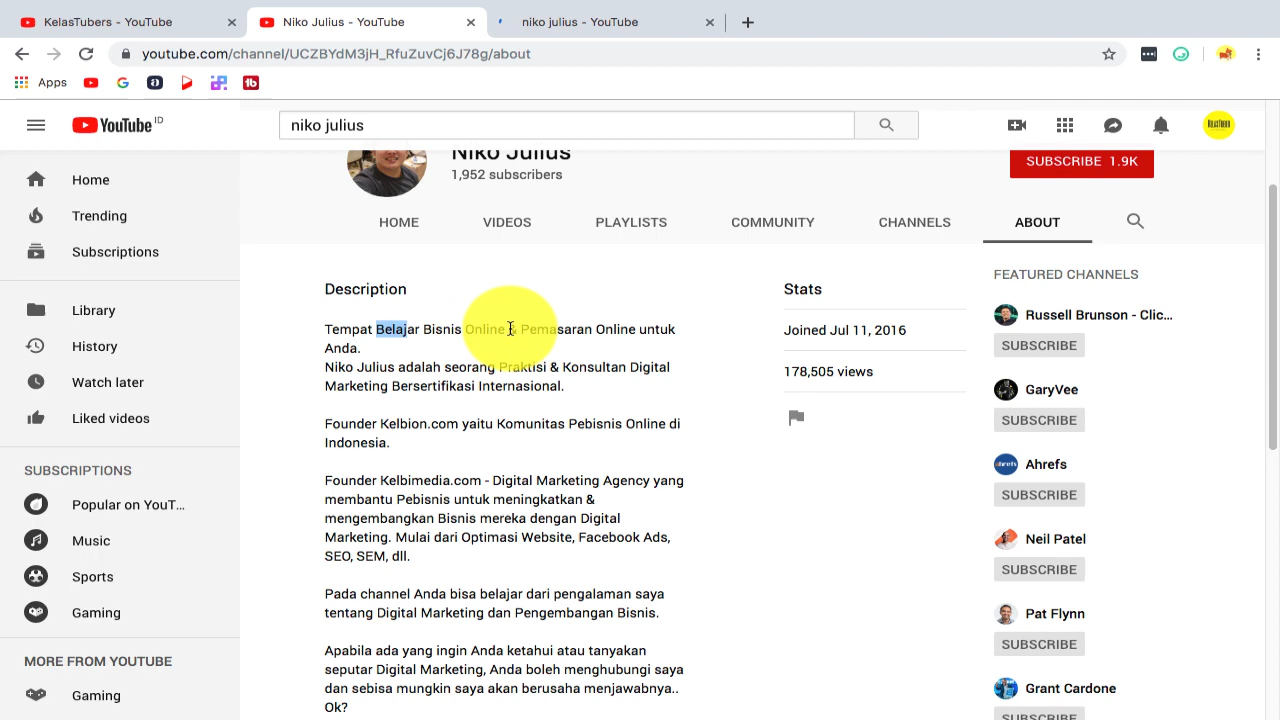 KelasTubers - YouTube
Niko Julius - YouTube
niko julius - YouTube
youtube.com/channel/UCZBYdM3jH_RfuZuvCj6J78g/about
Apps
YouTube ID
niko julius
Home
Trending
Subscriptions
Library
History
Watch later
Liked videos
SUBSCRIPTIONS
Popular on YouT...
Music
Sports
Gaming
MORE FROM YOUTUBE
Gaming
Niko Julius
1,952 subscribers
SUBSCRIBE 1.9K
HOME VIDEOS PLAYLISTS COMMUNITY CHANNELS ABOUT
Description
Tempat Belajar Bisnis Online & Pemasaran Online untuk
Anda.
Niko Julius adalah seorang Praktisi & Konsultan Digital
Marketing Bersertifikasi Internasional.
Founder Kelbion.com yaitu Komunitas Pebisnis Online di
Indonesia.
Founder Kelbimedia.com - Digital Marketing Agency yang
membantu Pebisnis untuk meningkatkan &
mengembangkan Bisnis mereka dengan Digital
Marketing. Mulai dari Optimasi Website, Facebook Ads,
SEO, SEM, dll.
Pada channel Anda bisa belajar dari pengalaman saya
tentang Digital Marketing dan Pengembangan Bisnis.
Apabila ada yang ingin Anda ketahui atau tanyakan
seputar Digital Marketing, Anda boleh menghubungi saya
dan sebisa mungkin saya akan berusaha menjawabnya..
Ok?
Stats
Joined Jul 11, 2016
178,505 views
FEATURED CHANNELS
Russell Brunson - Clic...
SUBSCRIBE
GaryVee
SUBSCRIBE
Ahrefs
SUBSCRIBE
Neil Patel
SUBSCRIBE
Pat Flynn
SUBSCRIBE
Grant Cardone
SUBSCRIBE